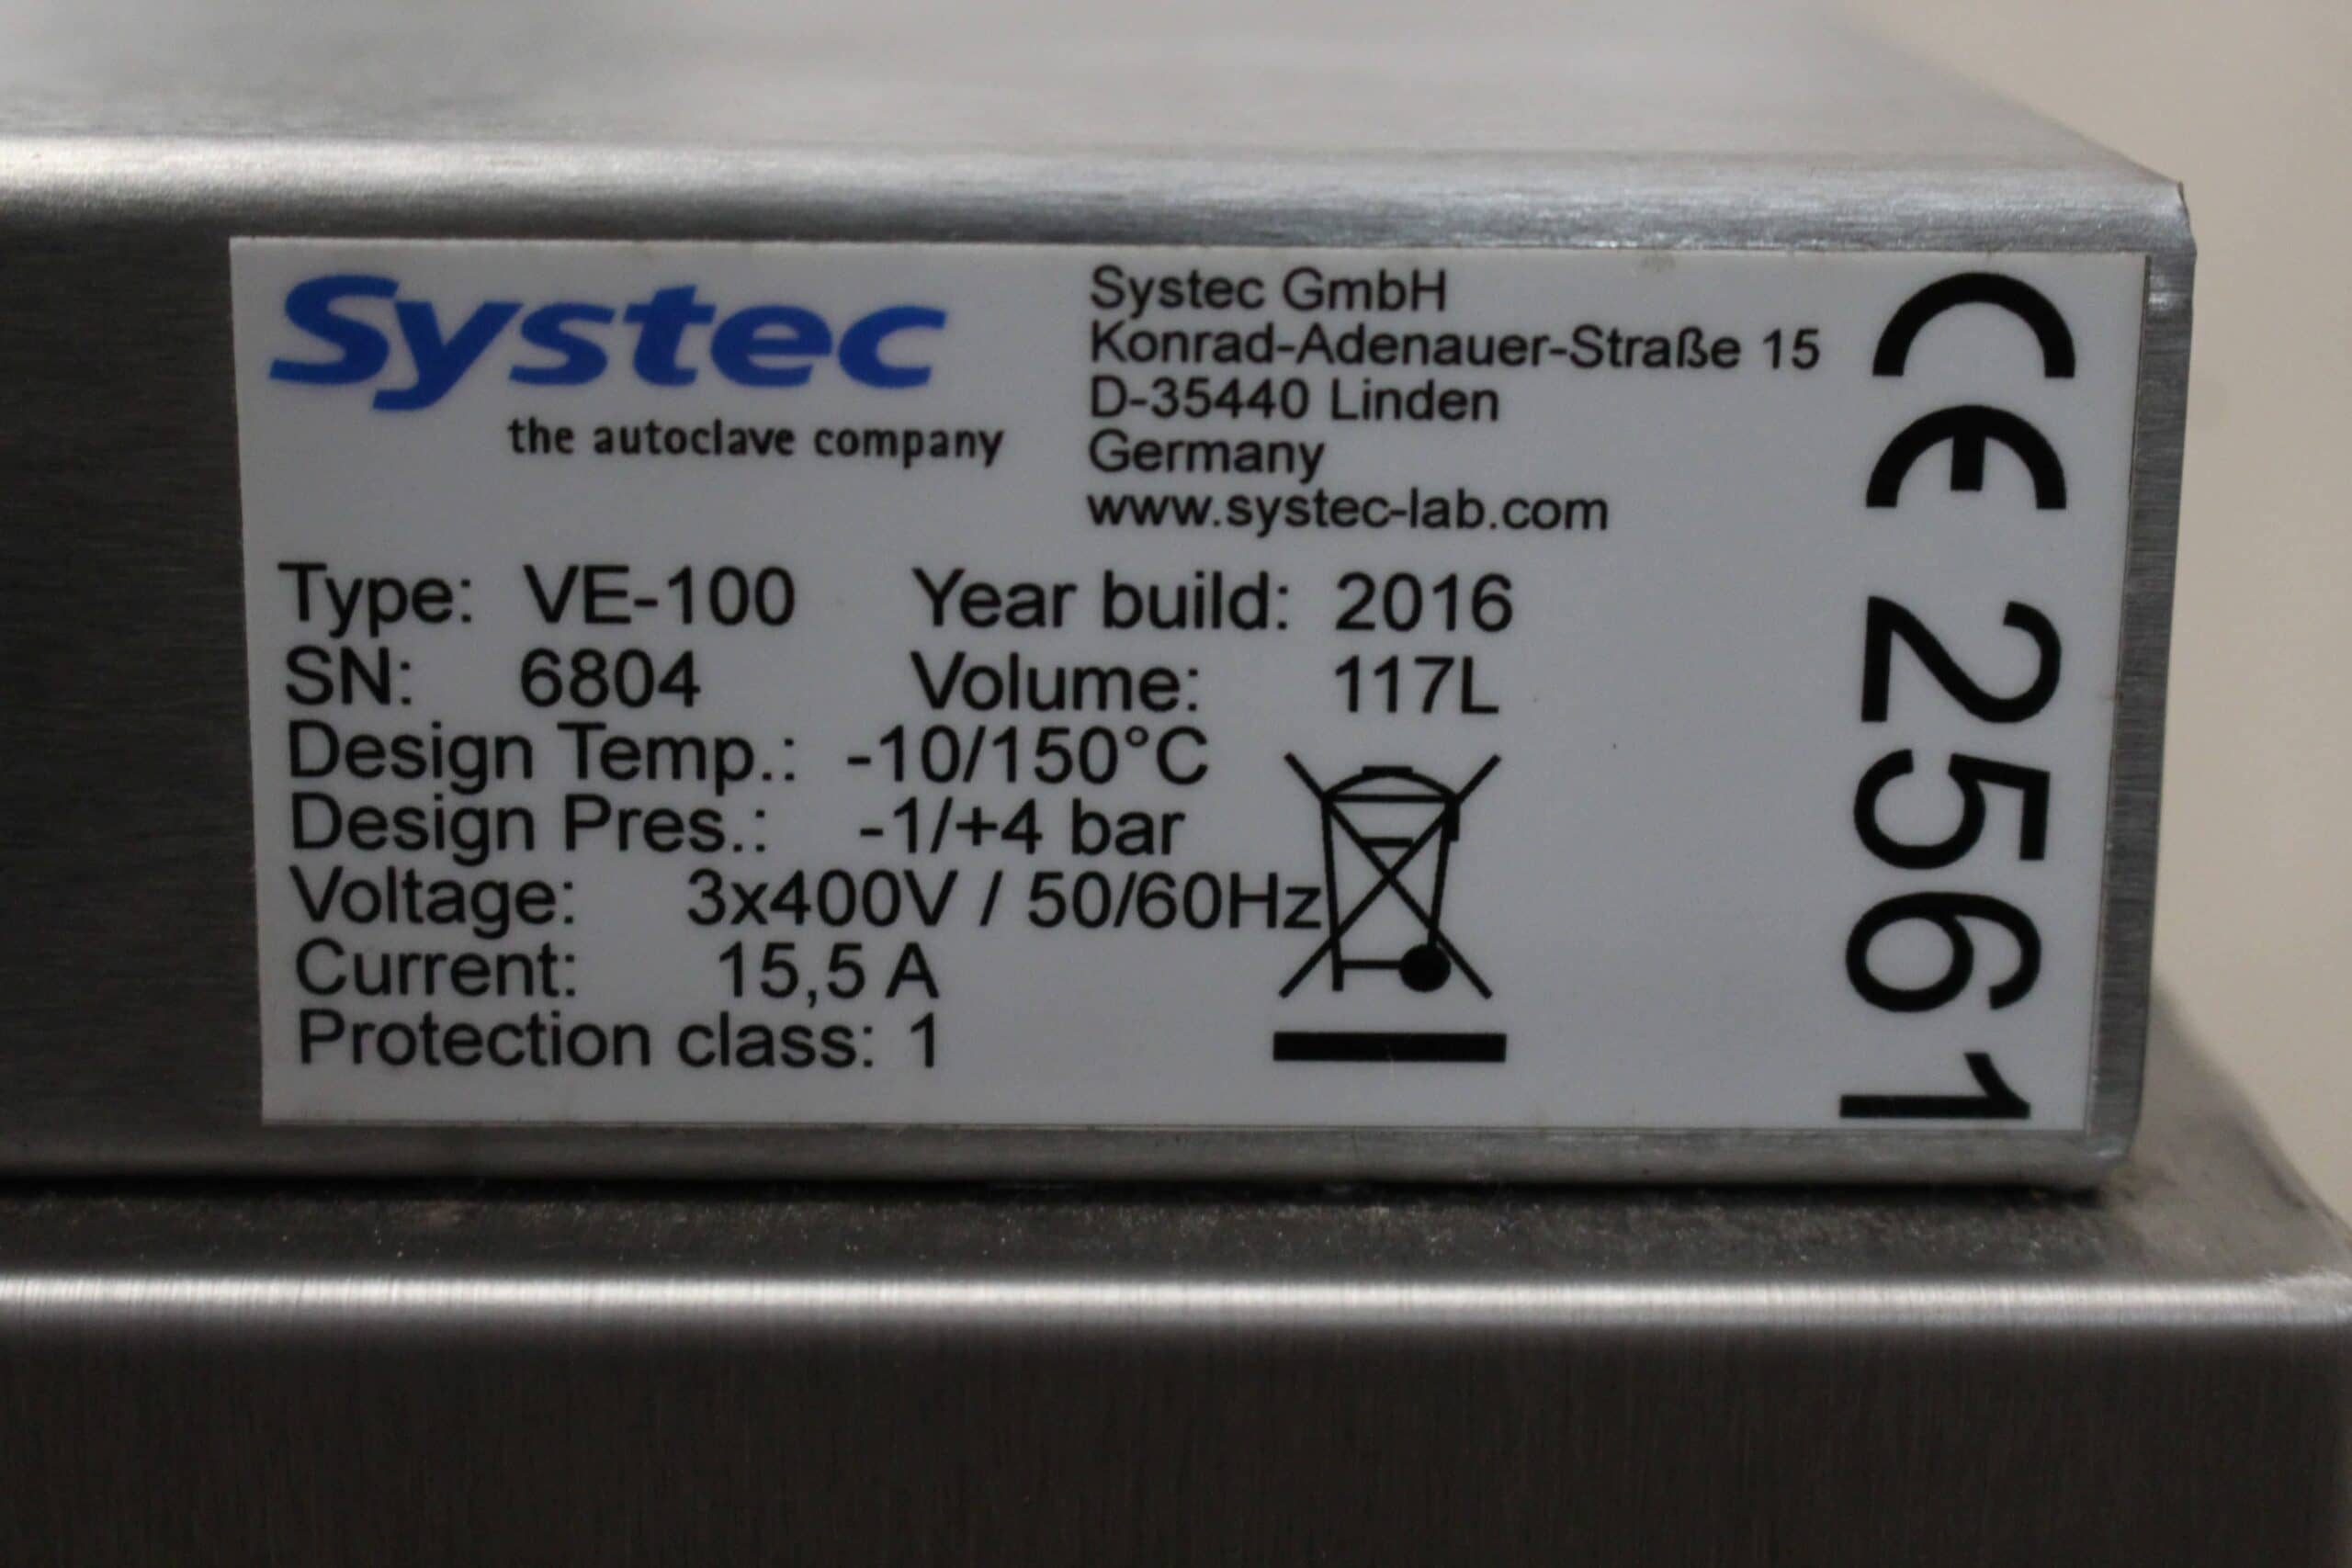 Systec
the autoclave company
Systec GmbH
Konrad-Adenauer-Straße 15
D-35440 Linden
Germany
www.systec-lab.com
Type: VE-100 Year build: 2016
SN: 6804 Volume: 117L
Design Temp.: -10/150°C
Design Pres.: -1/+4 bar
Voltage: 3x400V / 50/60Hz
Current: 15,5 A
Protection class: 1
CE 2561